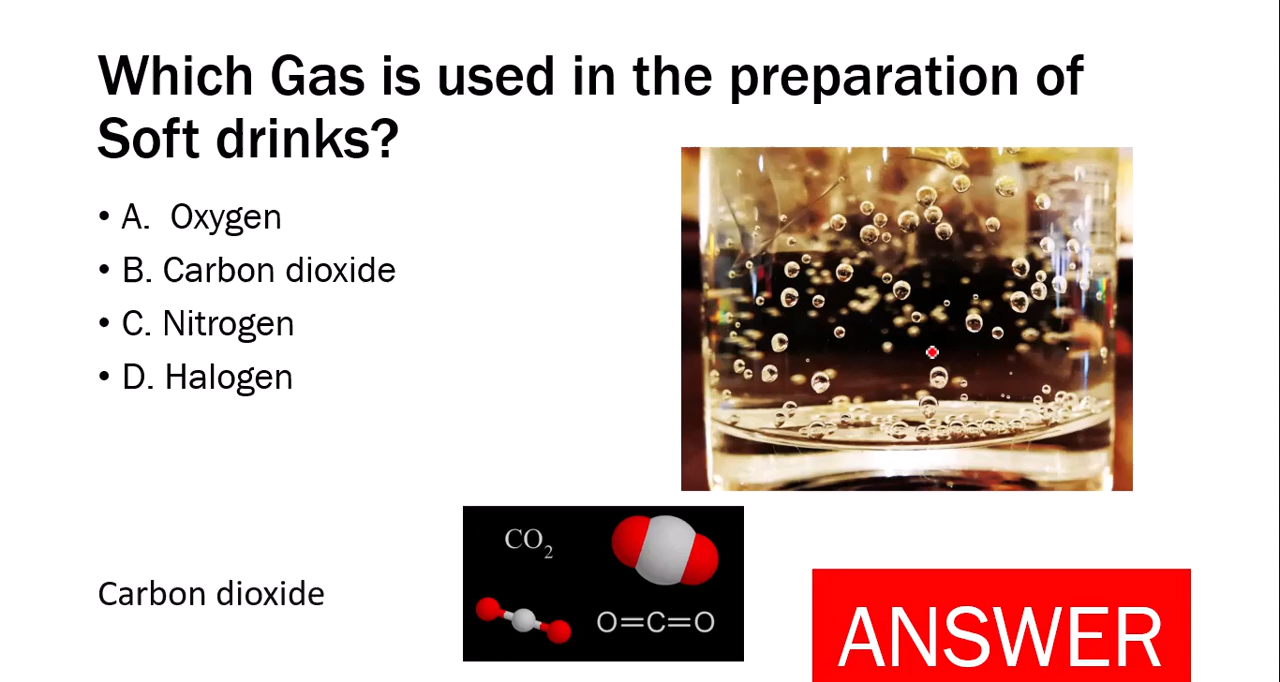 Which Gas is used in the preparation of
Soft drinks?
• A. Oxygen
• B. Carbon dioxide
• C. Nitrogen
• D. Halogen
CO₂
O=C=O
Carbon dioxide
ANSWER